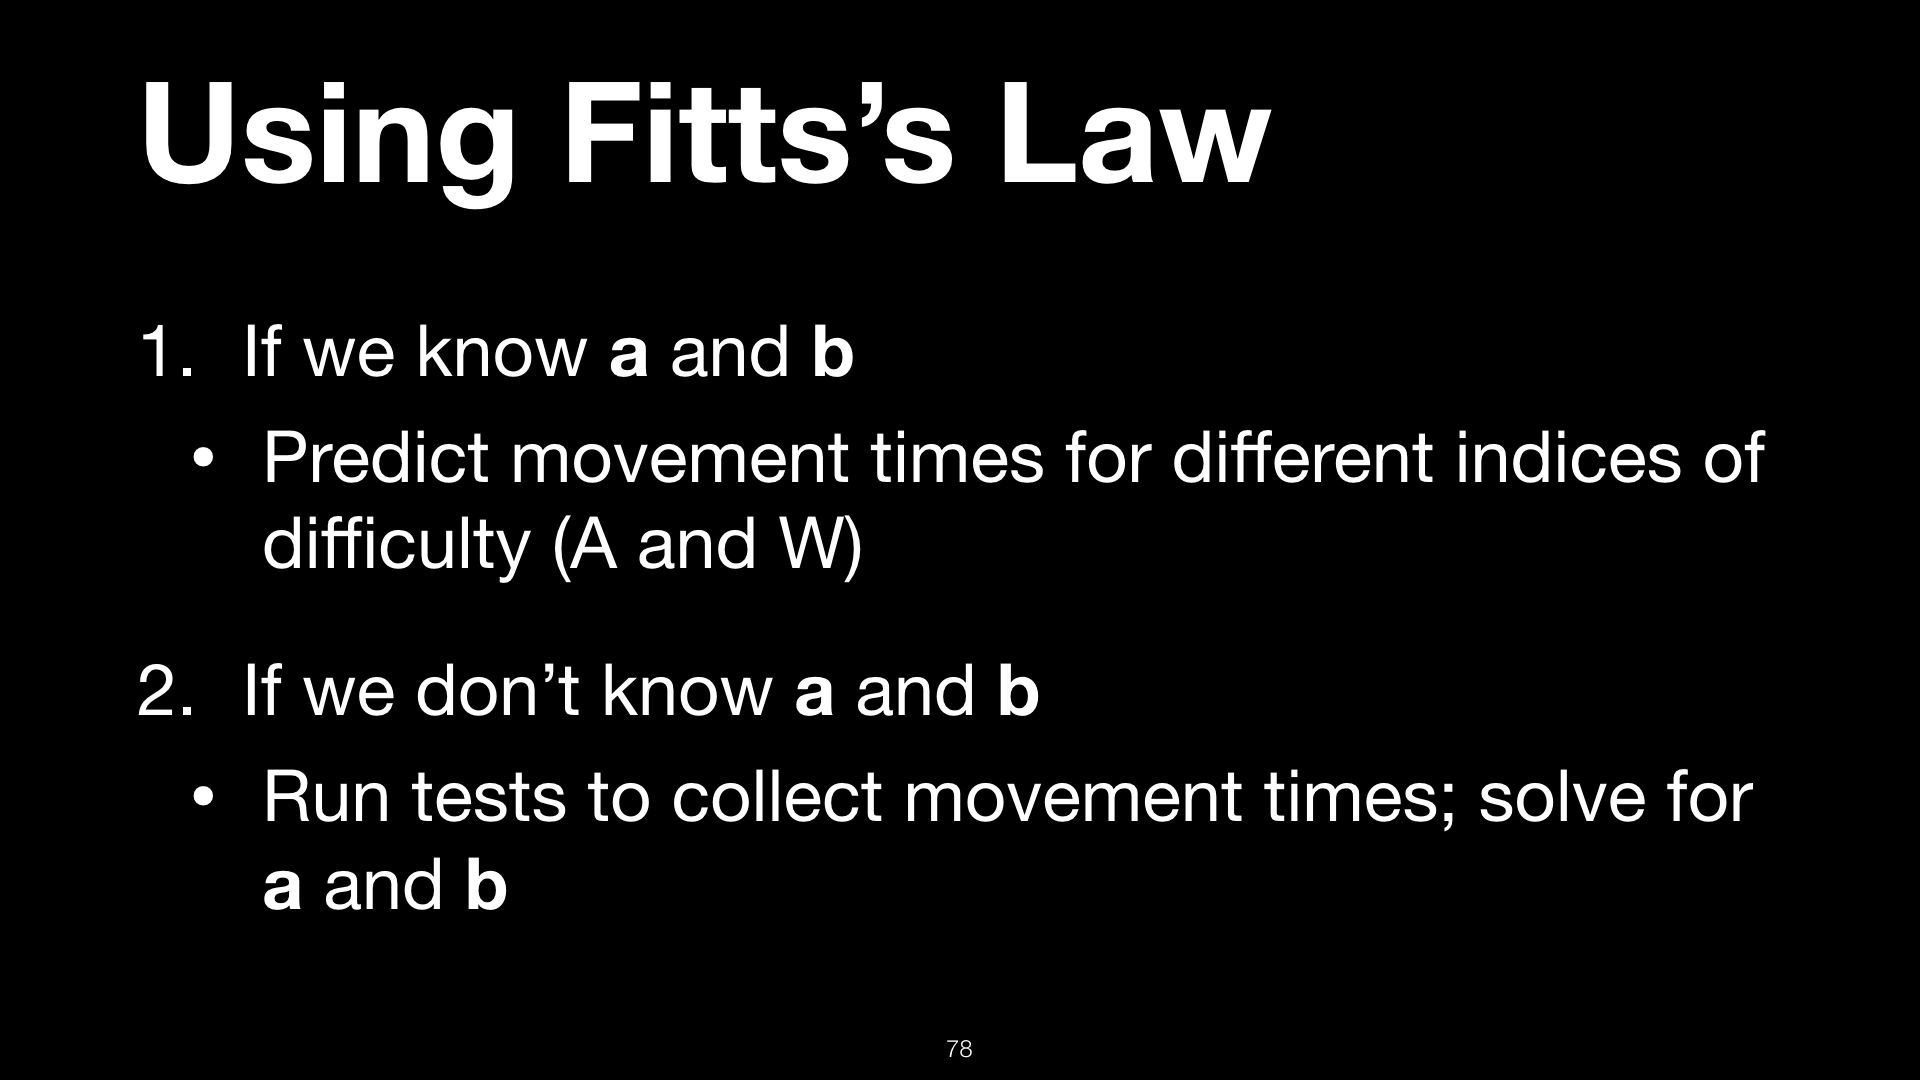 Using Fitts’s Law
1. If we know a and b
• Predict movement times for different indices of
difficulty (A and W)
2. If we don’t know a and b
• Run tests to collect movement times; solve for
a and b
78